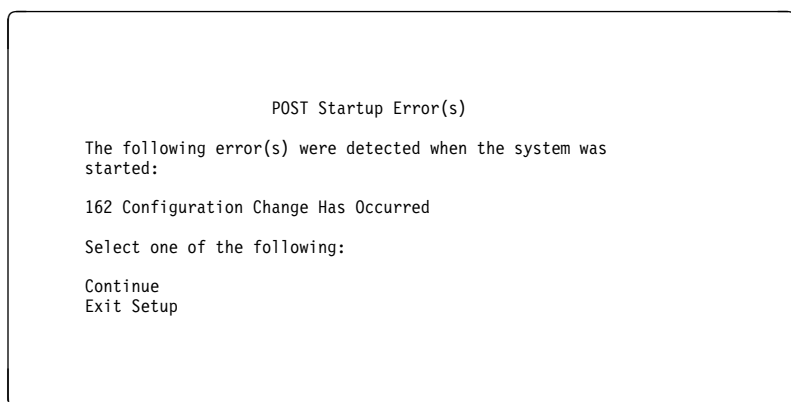 POST Startup Error(s)
The following error(s) were detected when the system was
started:
162 Configuration Change Has Occurred
Select one of the following:
Continue
Exit Setup